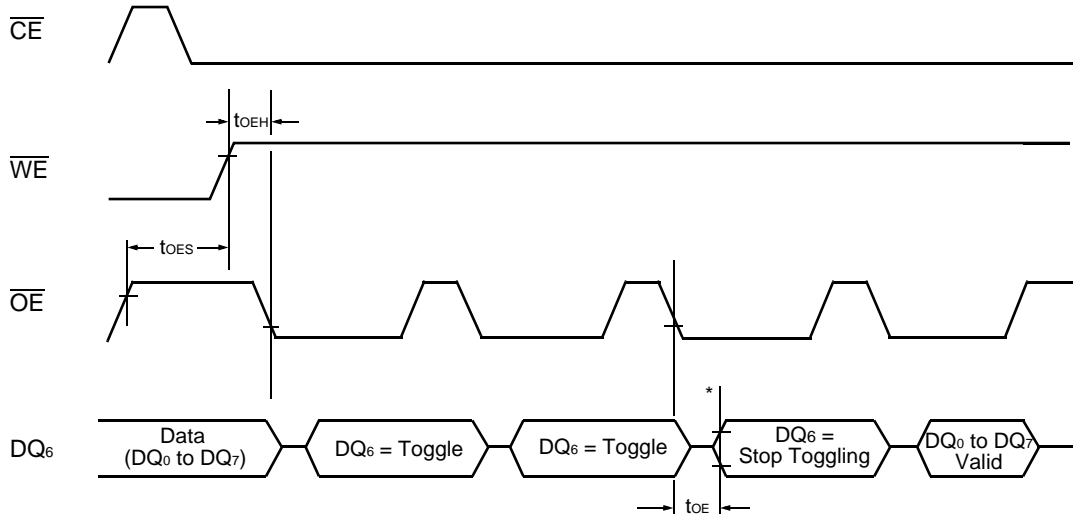 CE
tOEH
WE
tOES
OE
*
DQ6
Data
(DQ0 to DQ7)
DQ6 = Toggle
DQ6 = Toggle
DQ6 =
Stop Toggling
DQ0 to DQ7
Valid
tOE